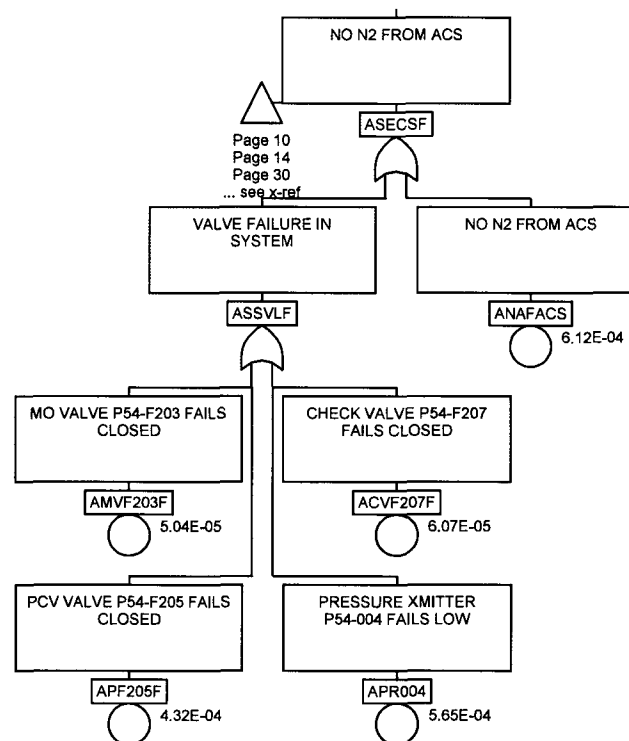 NO N2 FROM ACS
ASECSF
Page 10
Page 14
Page 30
... see x-ref
VALVE FAILURE IN
SYSTEM
ASSVLF
NO N2 FROM ACS
ANAFACS
6.12E-04
MO VALVE P54-F203 FAILS
CLOSED
AMVF203F
5.04E-05
CHECK VALVE P54-F207
FAILS CLOSED
ACVF207F
6.07E-05
PCV VALVE P54-F205 FAILS
CLOSED
APF205F
4.32E-04
PRESSURE XMITTER
P54-004 FAILS LOW
APR004
5.65E-04